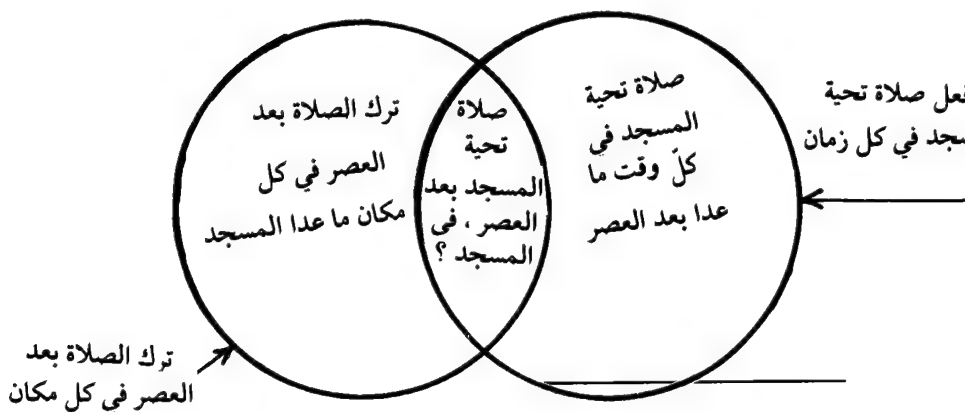 فعل صلاة تحية
سجد في كل زمان
صلاة تحية
المسجد في
كلّ وقت ما
عدا بعد العصر
صلاة
تحية
المسجد بعد
العصر ، في
المسجد ؟
ترك الصلاة بعد
العصر في كل
مكان ما عدا المسجد
ترك الصلاة بعد
العصر في كل مكان